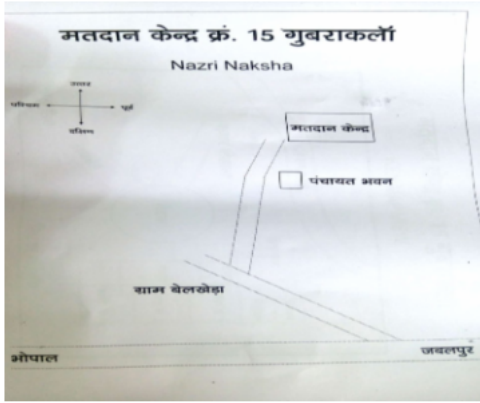 मतदान केन्द्र क्रं. 15 गुबराकलॉ
Nazri Naksha
उत्तर
पश्चिम
पूर्व
दक्षिण
मतदान केन्द्र
पंचायत भवन
ग्राम बेलखेड़ा
भोपाल
जबलपुर